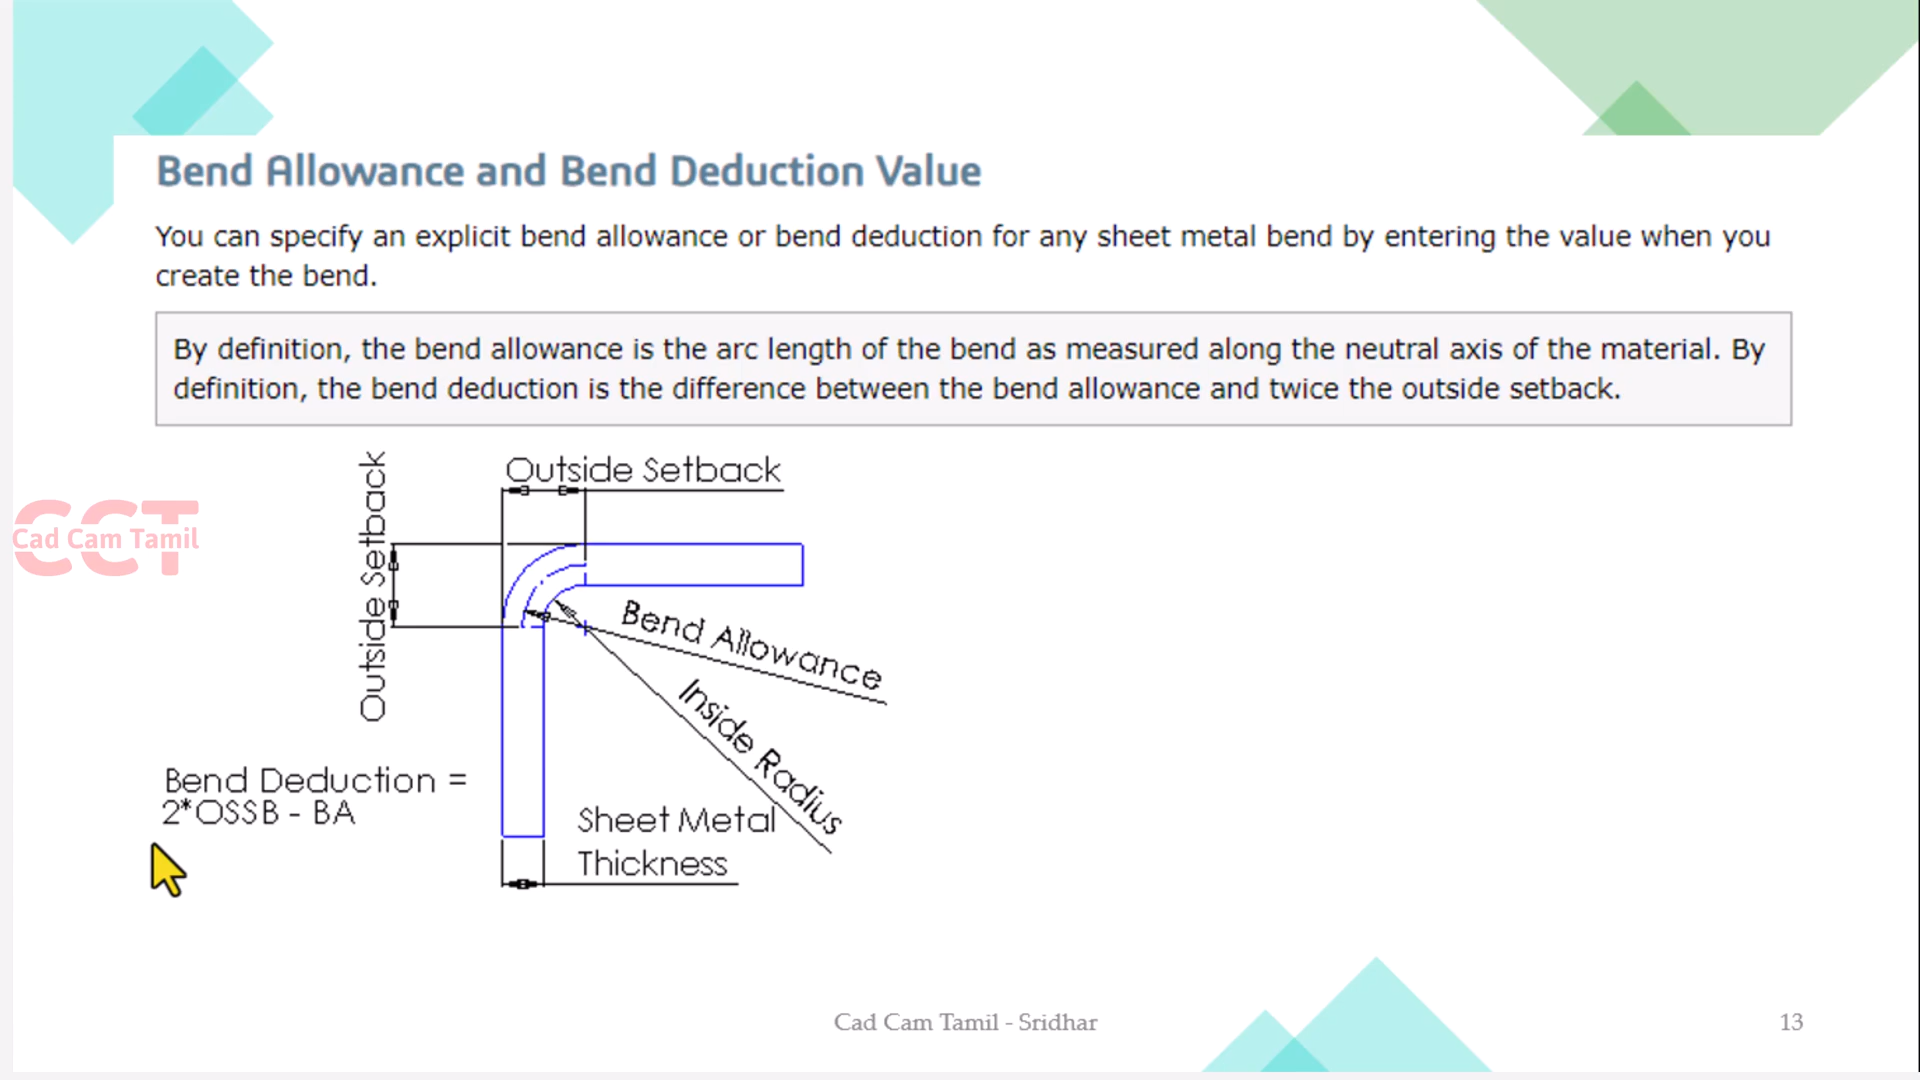 Bend Allowance and Bend Deduction Value
You can specify an explicit bend allowance or bend deduction for any sheet metal bend by entering the value when you
create the bend.
By definition, the bend allowance is the arc length of the bend as measured along the neutral axis of the material. By
definition, the bend deduction is the difference between the bend allowance and twice the outside setback.
Outside Setback
Outside Setback
CCT
Cad Cam Tamil
Bend Allowance
Inside Radius
Bend Deduction =
2*OSSB - BA
Sheet Metal
Thickness
Cad Cam Tamil - Sridhar
13